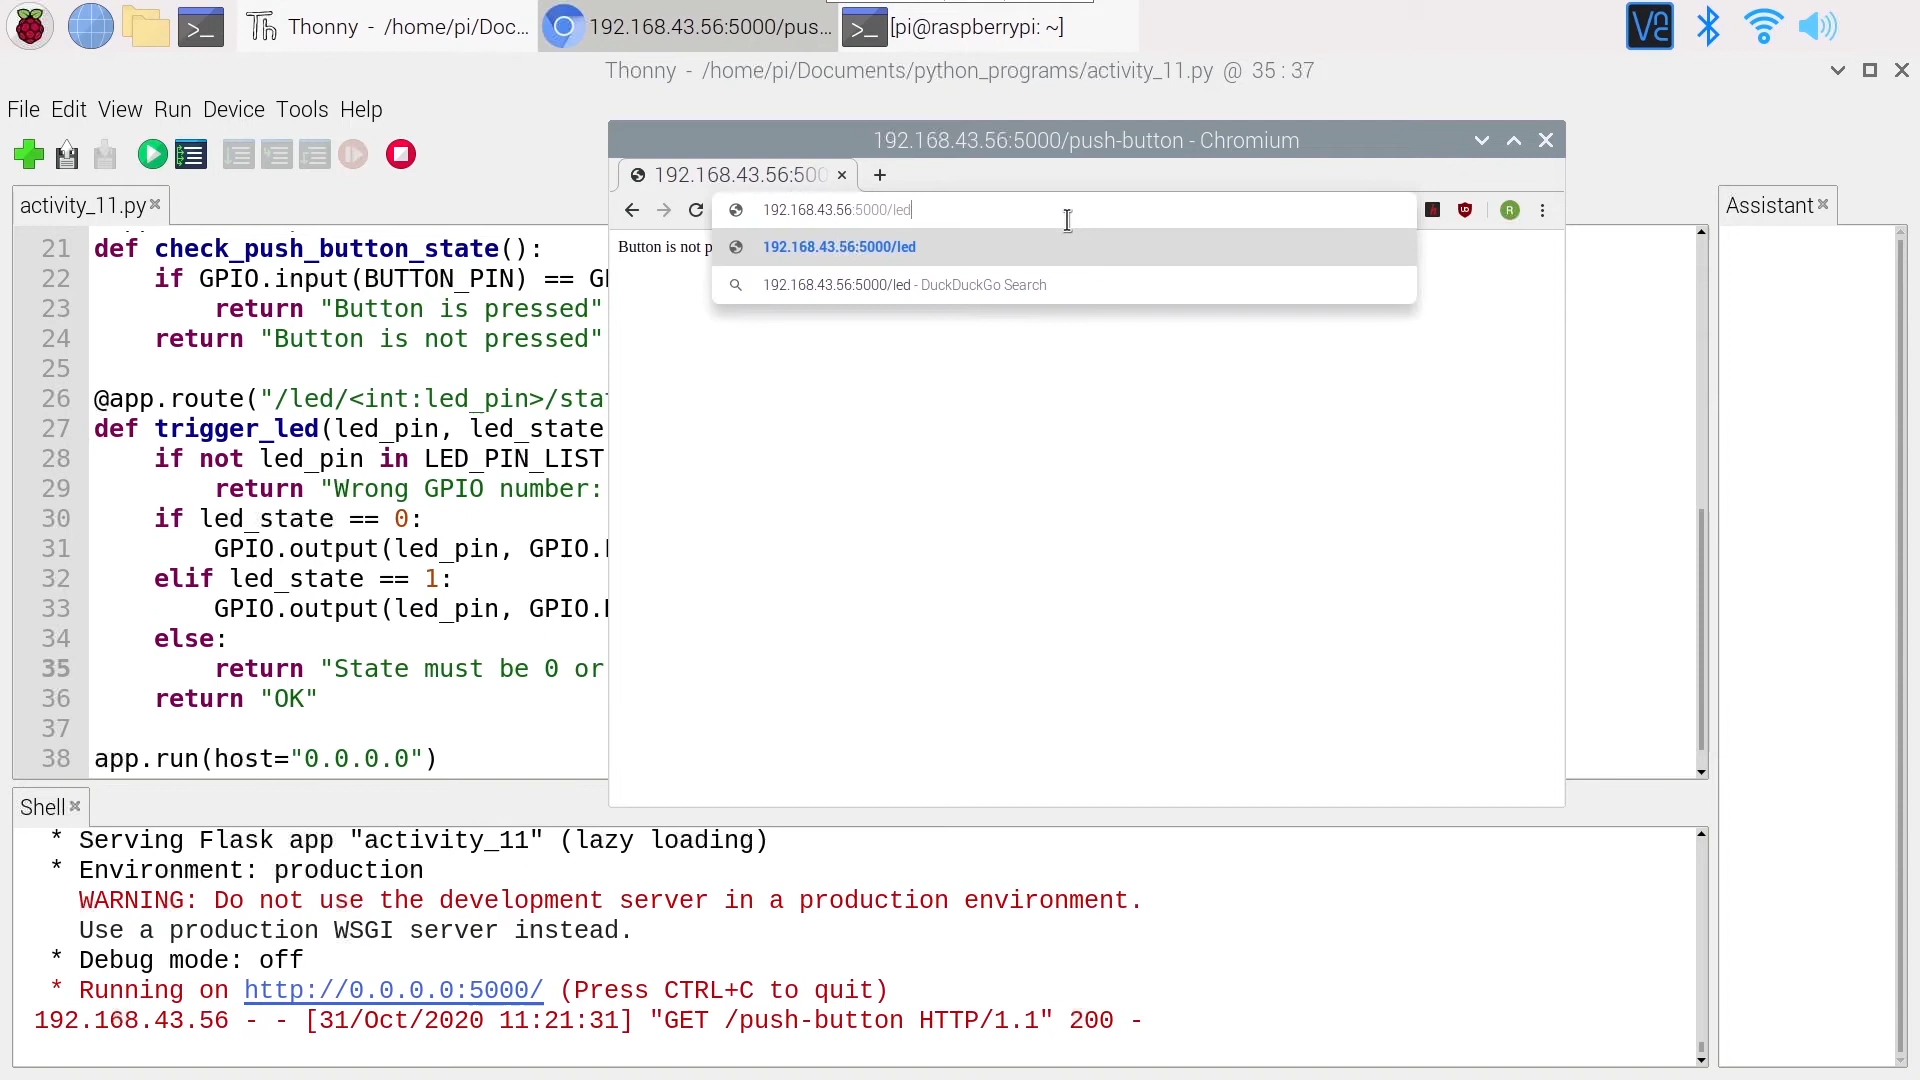 Thonny - /home/pi/Doc...
192.168.43.56:5000/pus...
[pi@raspberrypi: ~]
Thonny - /home/pi/Documents/python_programs/activity_11.py @ 35 : 37
File Edit View Run Device Tools Help
192.168.43.56:5000/push-button - Chromium
192.168.43.56:500
activity_11.py
Assistant
192.168.43.56:5000/led
Button is not p
192.168.43.56:5000/led
192.168.43.56:5000/led - DuckDuckGo Search
21 def check_push_button_state():
22 if GPIO.input(BUTTON_PIN) == G
23 return "Button is pressed"
24 return "Button is not pressed"
25
26 @app.route("/led/<int:led_pin>/sta
27 def trigger_led(led_pin, led_state
28 if not led_pin in LED_PIN_LIST
29 return "Wrong GPIO number:
30 if led_state == 0:
31 GPIO.output(led_pin, GPIO.
32 elif led_state == 1:
33 GPIO.output(led_pin, GPIO.
34 else:
35 return "State must be 0 or
36 return "OK"
37
38 app.run(host="0.0.0.0")
Shell
* Serving Flask app "activity_11" (lazy loading)
* Environment: production
WARNING: Do not use the development server in a production environment.
Use a production WSGI server instead.
* Debug mode: off
* Running on http://0.0.0.0:5000/ (Press CTRL+C to quit)
192.168.43.56 - - [31/Oct/2020 11:21:31] "GET /push-button HTTP/1.1" 200 -